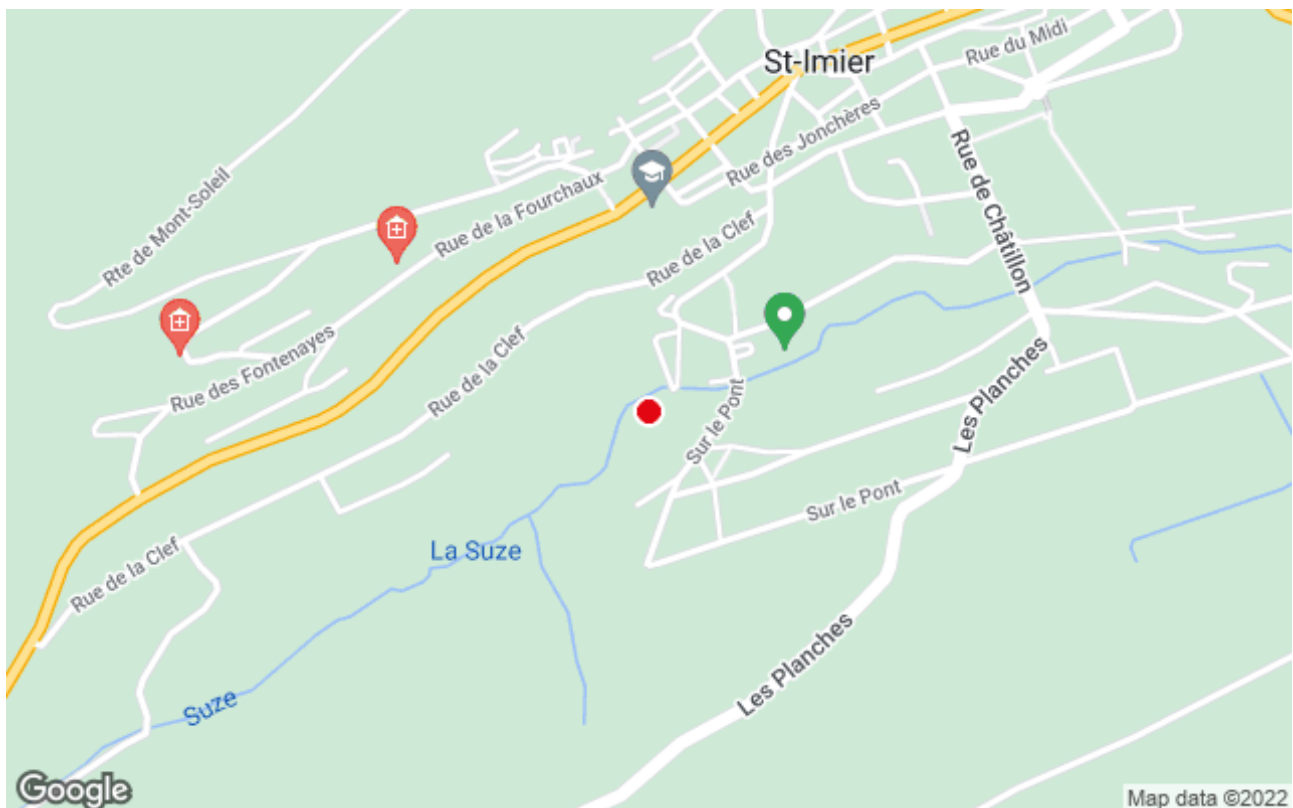 St-Imier
Rue du Midi
Rue des Jonchères
Rue de Châtillon
Rte de Mont-Soleil
Rue de la Fourchaux
Rue de la Clef
Rue des Fontenayes
Rue de la Clef
Les Planches
Sur le Pont
Sur le Pont
La Suze
Rue de la Clef
Les Planches
Suze
Google
Map data ©2022